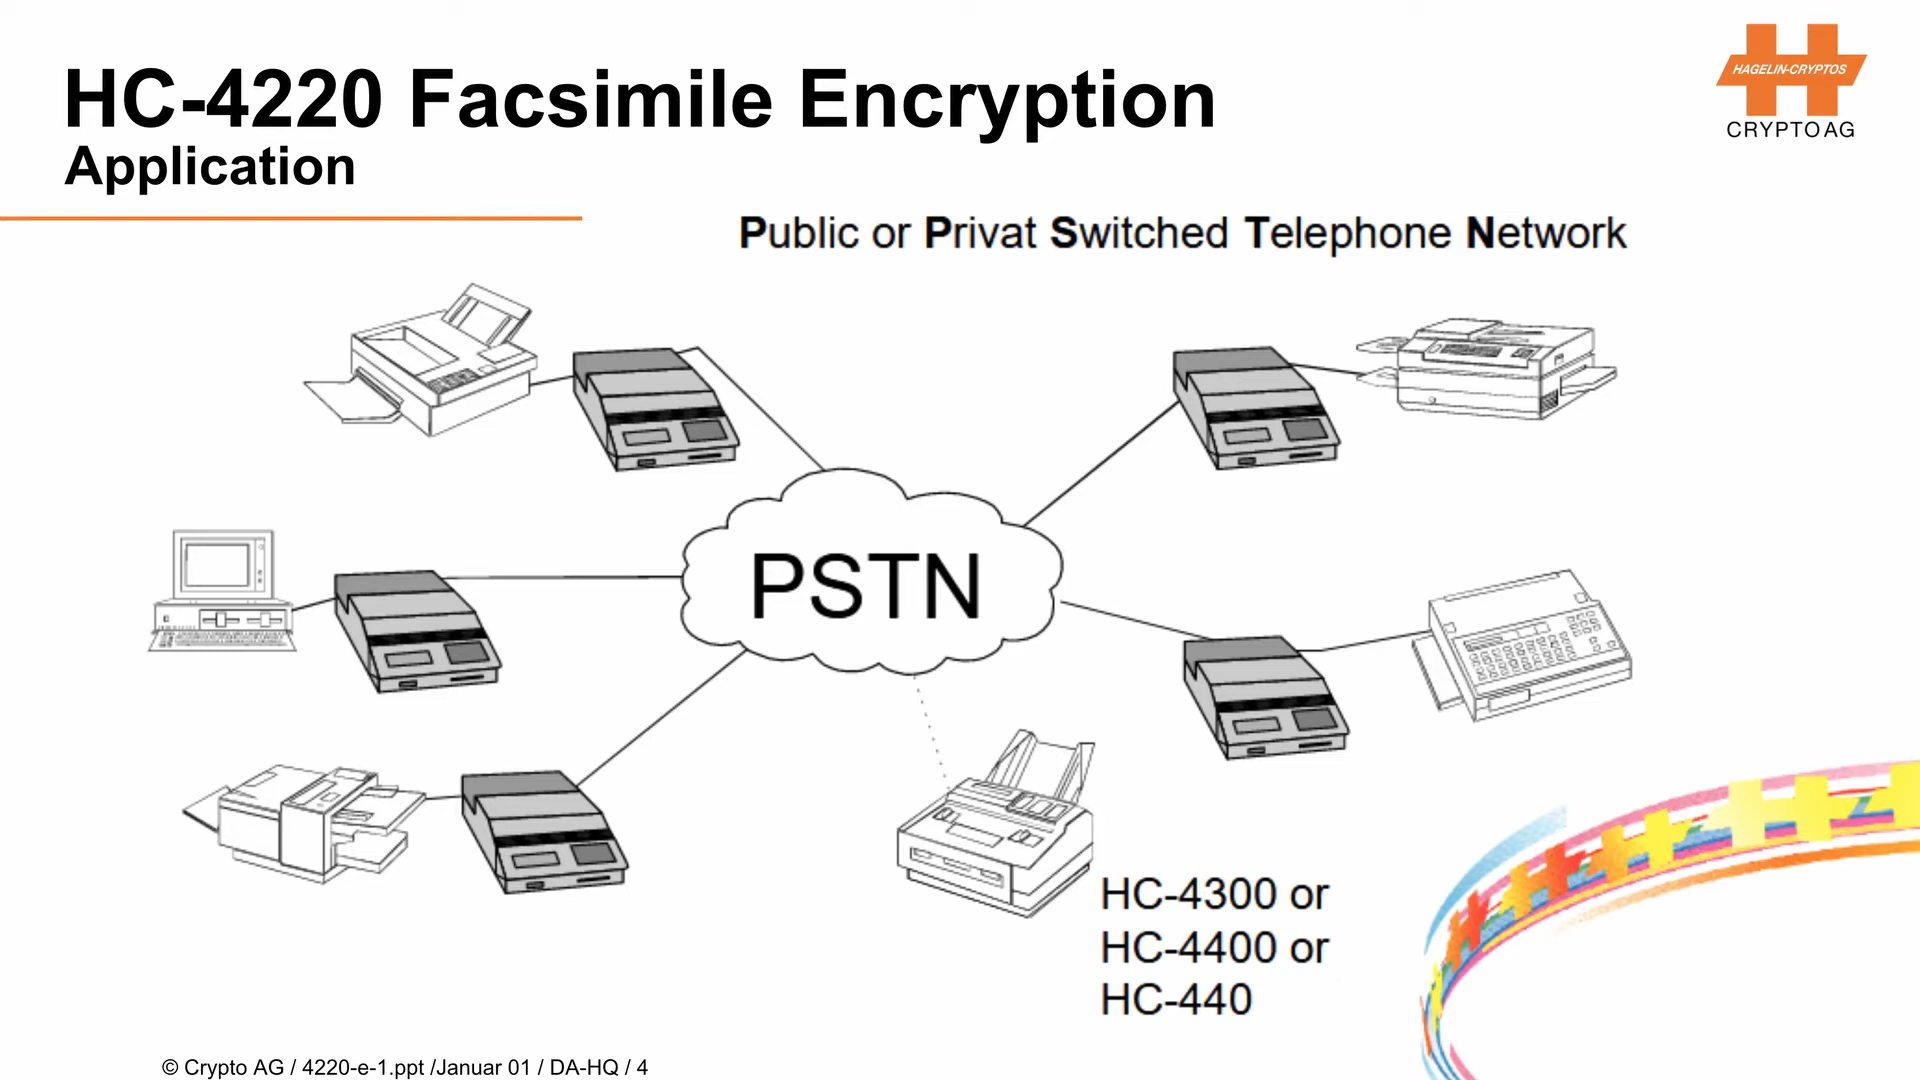 HC-4220 Facsimile Encryption
Application
HAGELIN-CRYPTOS
CRYPTO AG
Public or Privat Switched Telephone Network
PSTN
HC-4300 or
HC-4400 or
HC-440
© Crypto AG / 4220-e-1.ppt /Januar 01 / DA-HQ / 4